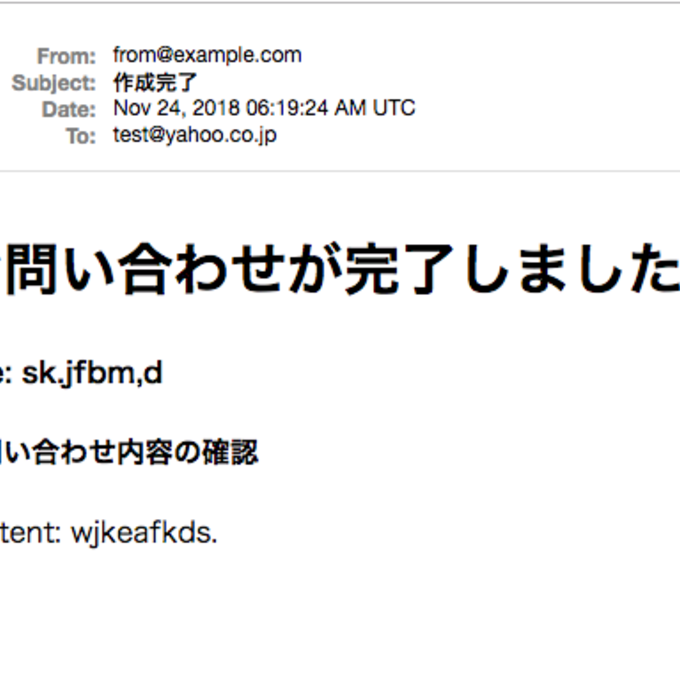 From: from@example.com
Subject: 作成完了
Date: Nov 24, 2018 06:19:24 AM UTC
To: test@yahoo.co.jp
問い合わせが完了しました
: sk.jfbm,d
い合わせ内容の確認
tent: wjkeafkds.